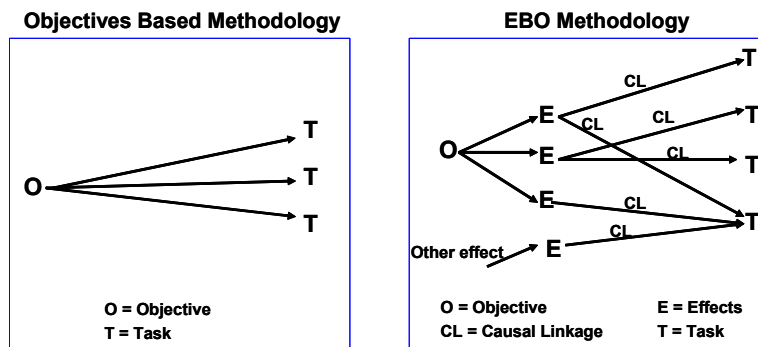 Objectives Based Methodology
O
T
T
T
O = Objective
T = Task
EBO Methodology
T
CL
E
CL
CL
T
O
E
CL
T
E
CL
T
CL
Other effect
E
O = Objective
E = Effects
CL = Causal Linkage
T = Task